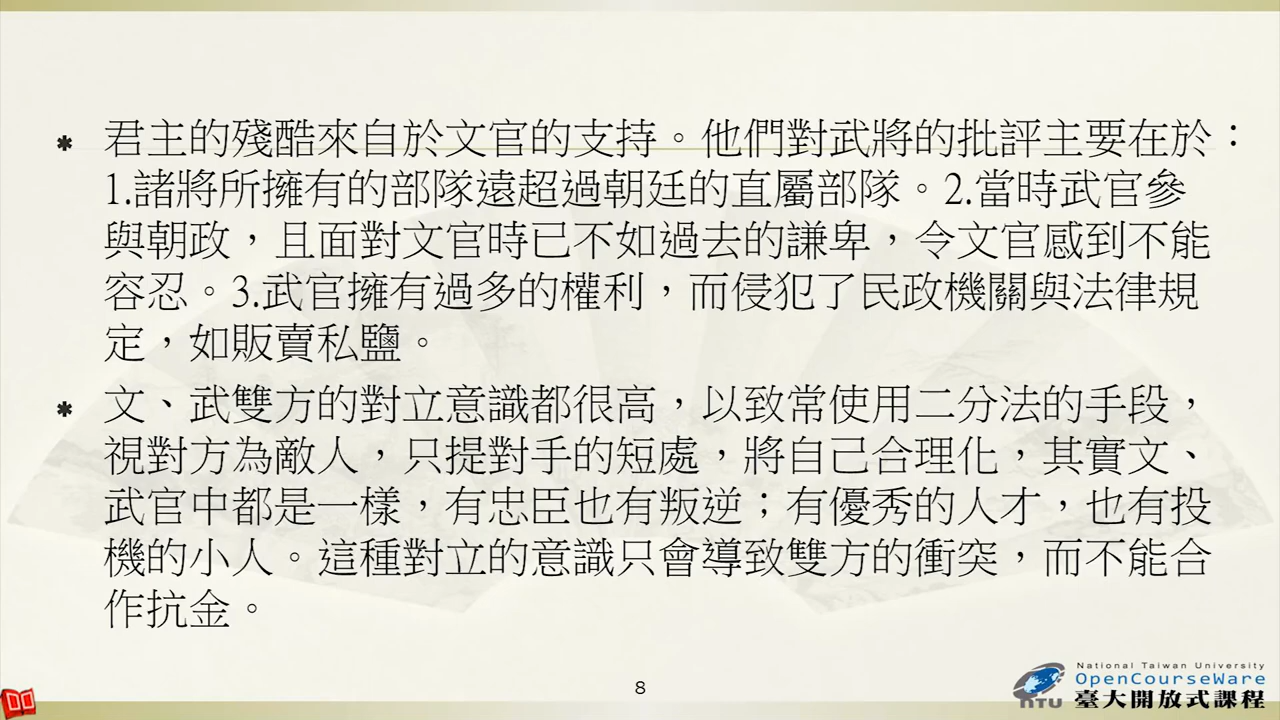 * 君主的殘酷來自於文官的支持。他們對武將的批評主要在於：
1.諸將所擁有的部隊遠超過朝廷的直屬部隊。2.當時武官參
與朝政，且面對文官時已不如過去的謙卑，令文官感到不能
容忍。3.武官擁有過多的權利，而侵犯了民政機關與法律規
定，如販賣私鹽。
* 文、武雙方的對立意識都很高，以致常使用二分法的手段，
視對方為敵人，只提對手的短處，將自己合理化，其實文、
武官中都是一樣，有忠臣也有叛逆；有優秀的人才，也有投
機的小人。這種對立的意識只會導致雙方的衝突，而不能合
作抗金。
8
National Taiwan University
OpenCourseWare
NTU 臺大開放式課程